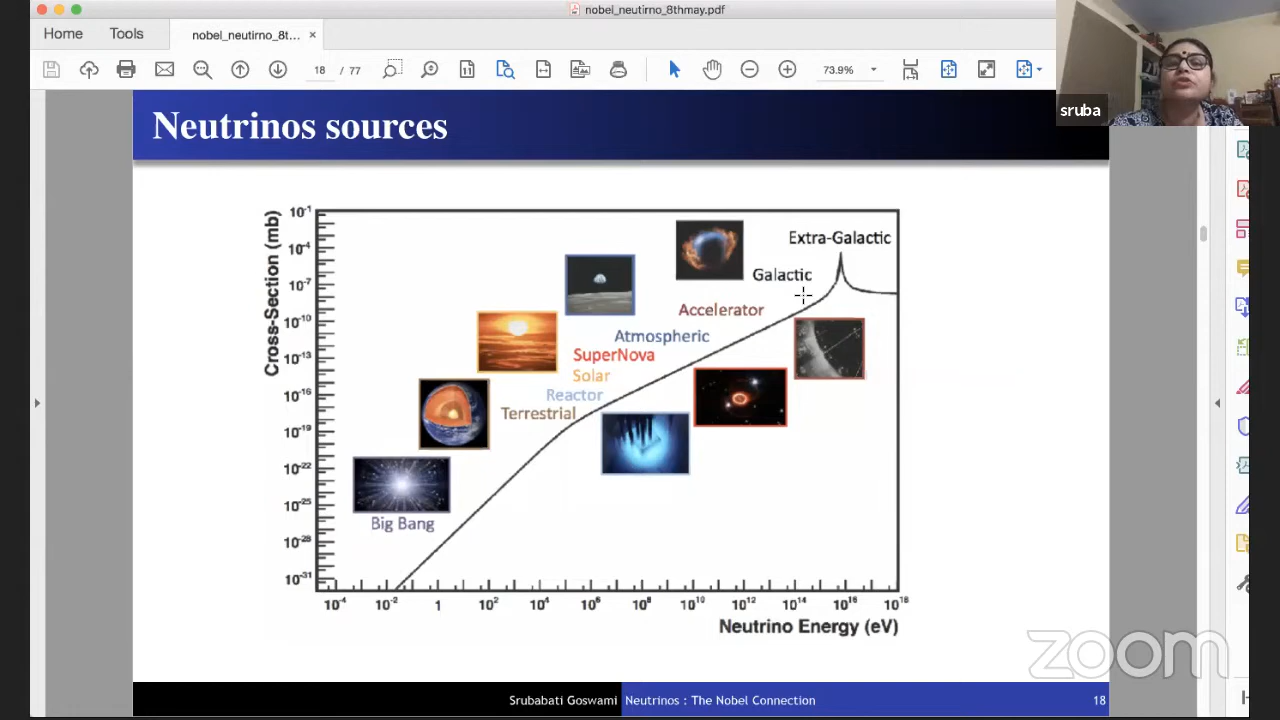 nobel_neutirno_8thmay.pdf
Home
Tools
nobel_neutirno_8t...
×
18 / 77
73.9%
sruba
Neutrinos sources
Cross-Section (mb)
10⁻¹
10⁻⁴
10⁻⁷
10⁻¹⁰
10⁻¹³
10⁻¹⁶
10⁻¹⁹
10⁻²²
10⁻²⁵
10⁻²⁸
10⁻³¹
Extra-Galactic
Galactic
Accelerator
Atmospheric
SuperNova
Solar
Reactor
Terrestrial
Big Bang
10⁻⁴ 10⁻² 1 10² 10⁴ 10⁶ 10⁸ 10¹⁰ 10¹² 10¹⁴ 10¹⁶ 10¹⁸
Neutrino Energy (eV)
zoom
Srubabati Goswami Neutrinos : The Nobel Connection 18